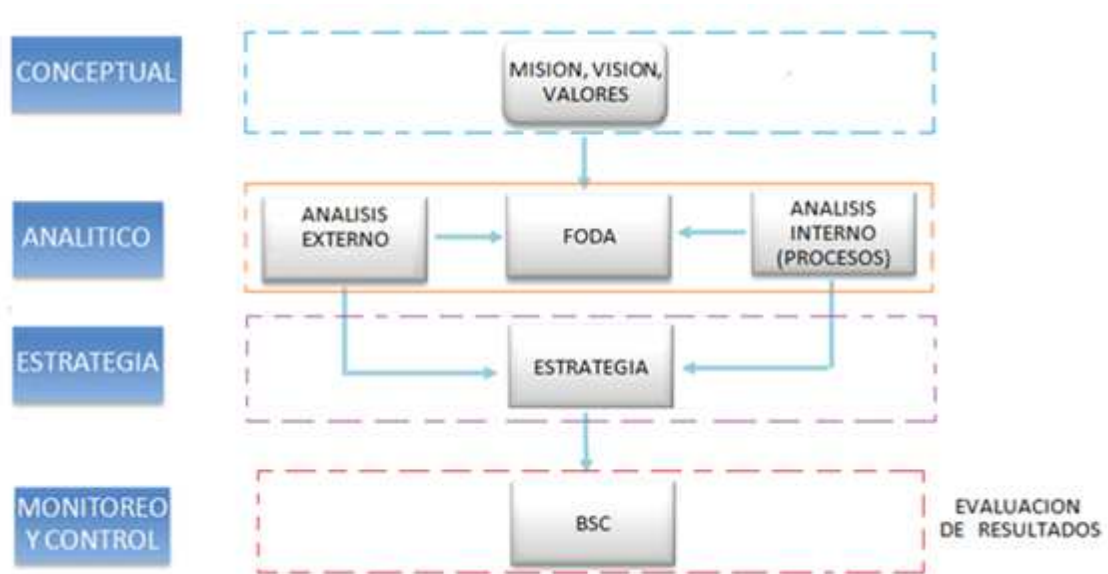 CONCEPTUAL
MISION, VISION,
VALORES
ANALITICO
ANALISIS
EXTERNO
FODA
ANALISIS
INTERNO
(PROCESOS)
ESTRATEGIA
ESTRATEGIA
MONITOREO
Y CONTROL
BSC
EVALUACION
DE RESULTADOS